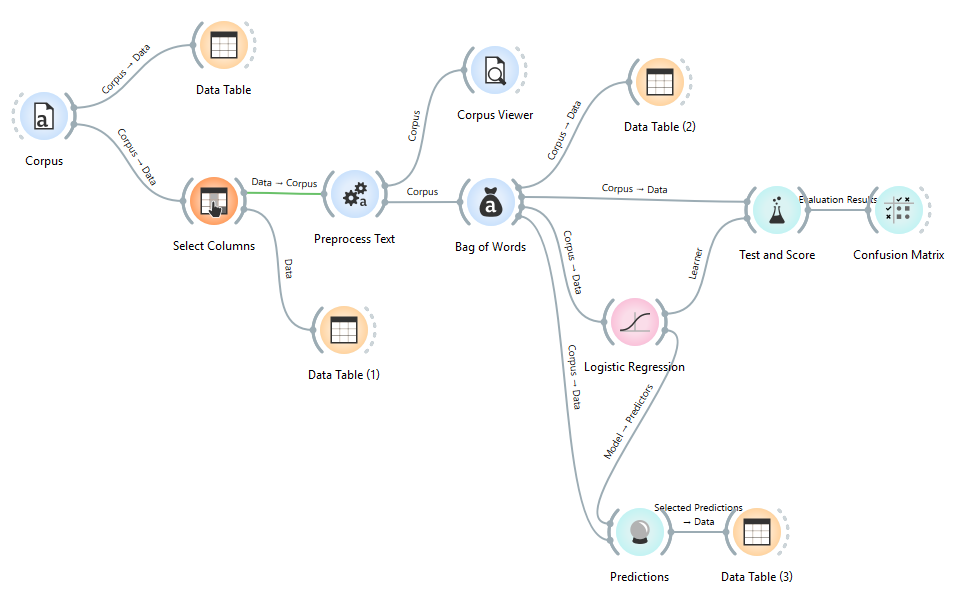 Corpus → Data
Data Table
Corpus
Corpus → Data
Select Columns
Data → Corpus
Data
Data Table (1)
Preprocess Text
Corpus
Corpus Viewer
Corpus
Bag of Words
Corpus → Data
Data Table (2)
Corpus → Data
Test and Score
Evaluation Results
Confusion Matrix
Corpus → Data
Learner
Logistic Regression
Corpus → Data
Model → Predictors
Predictions
Selected Predictions
→ Data
Data Table (3)
a
a
a